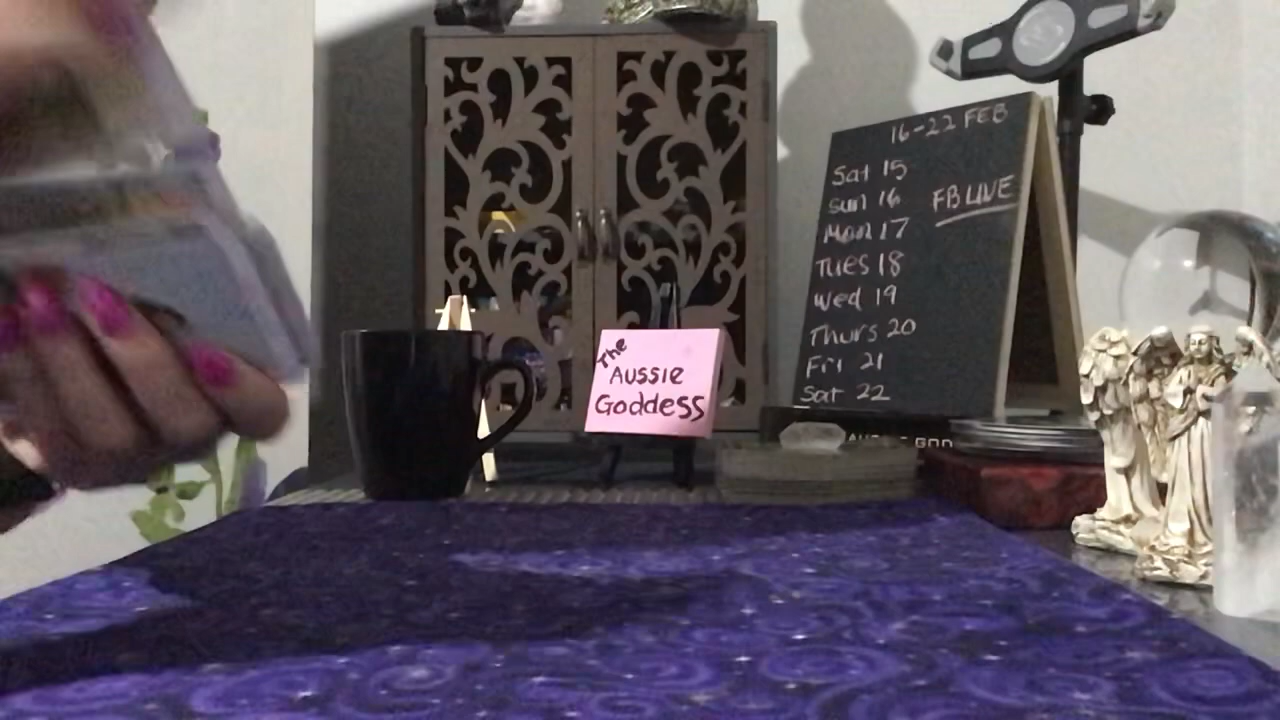 The
AUSSIE
GODDESS
16-22 FEB
Sat 15
Sun 16 FB LIVE
Mon 17
Tues 18
Wed 19
Thurs 20
Fri 21
Sat 22